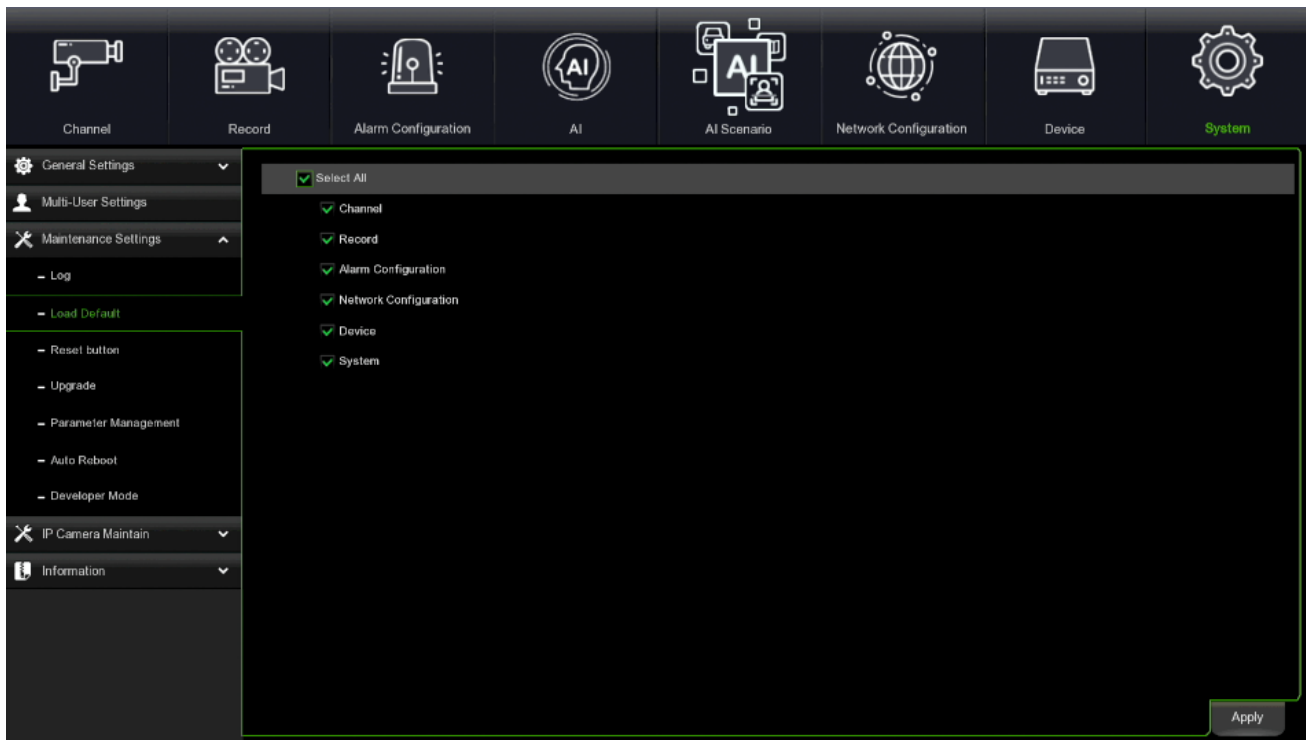 AI
AI
Channel
Record
Alarm Configuration
AI
AI Scenario
Network Configuration
Device
System
General Settings
Multi-User Settings
Maintenance Settings
– Log
– Load Default
– Reset button
– Upgrade
– Parameter Management
– Auto Reboot
– Developer Mode
IP Camera Maintain
Information
Select All
Channel
Record
Alarm Configuration
Network Configuration
Device
System
Apply